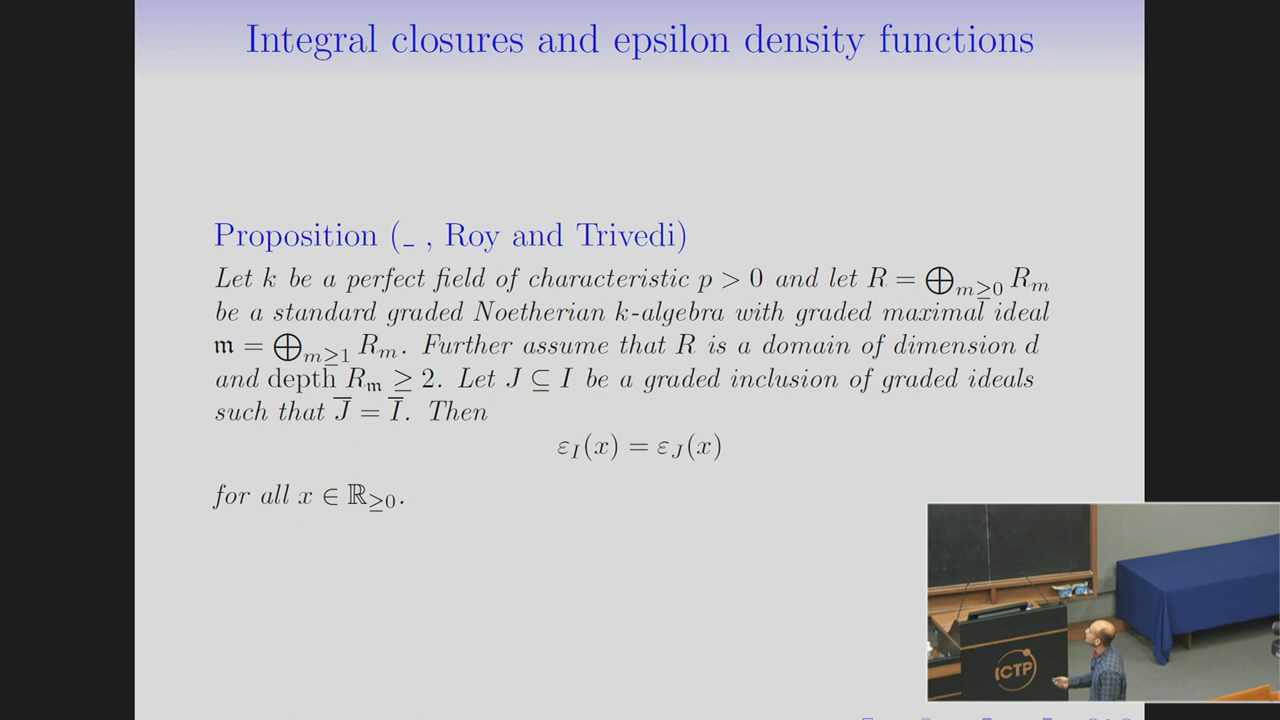 Integral closures and epsilon density functions
Proposition (_ , Roy and Trivedi)
Let k be a perfect field of characteristic p > 0 and let R = ⊕_{m≥0} R_m
be a standard graded Noetherian k-algebra with graded maximal ideal
𝔪 = ⊕_{m≥1} R_m. Further assume that R is a domain of dimension d
and depth R_𝔪 ≥ 2. Let J ⊆ I be a graded inclusion of graded ideals
such that J̅ = I̅. Then
ε_I(x) = ε_J(x)
for all x ∈ ℝ_{≥0}.
ICTP